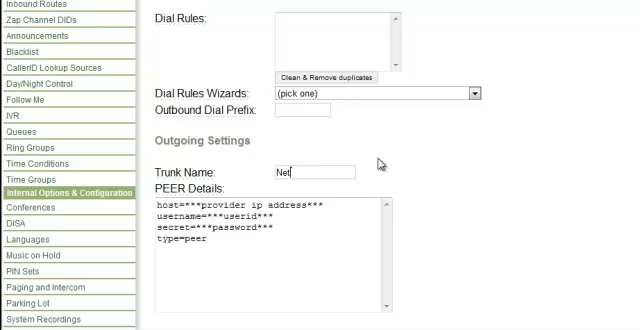 Inbound Routes
Zap Channel DIDs
Announcements
Blacklist
CallerID Lookup Sources
Day/Night Control
Follow Me
IVR
Queues
Ring Groups
Time Conditions
Time Groups
Internal Options & Configuration
Conferences
DISA
Languages
Music on Hold
PIN Sets
Paging and Intercom
Parking Lot
System Recordings
Dial Rules:
Clean & Remove duplicates
Dial Rules Wizards: (pick one)
Outbound Dial Prefix:
Outgoing Settings
Trunk Name: Net
PEER Details:
host=***provider ip address***
username=***userid***
secret=***password***
type=peer